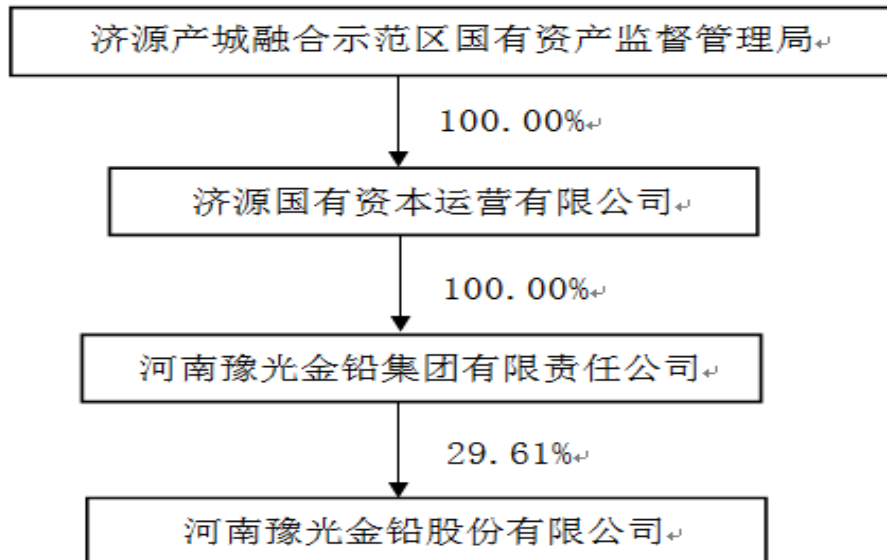 济源产城融合示范区国有资产监督管理局
100.00%
济源国有资本运营有限公司
100.00%
河南豫光金铅集团有限责任公司
29.61%
河南豫光金铅股份有限公司